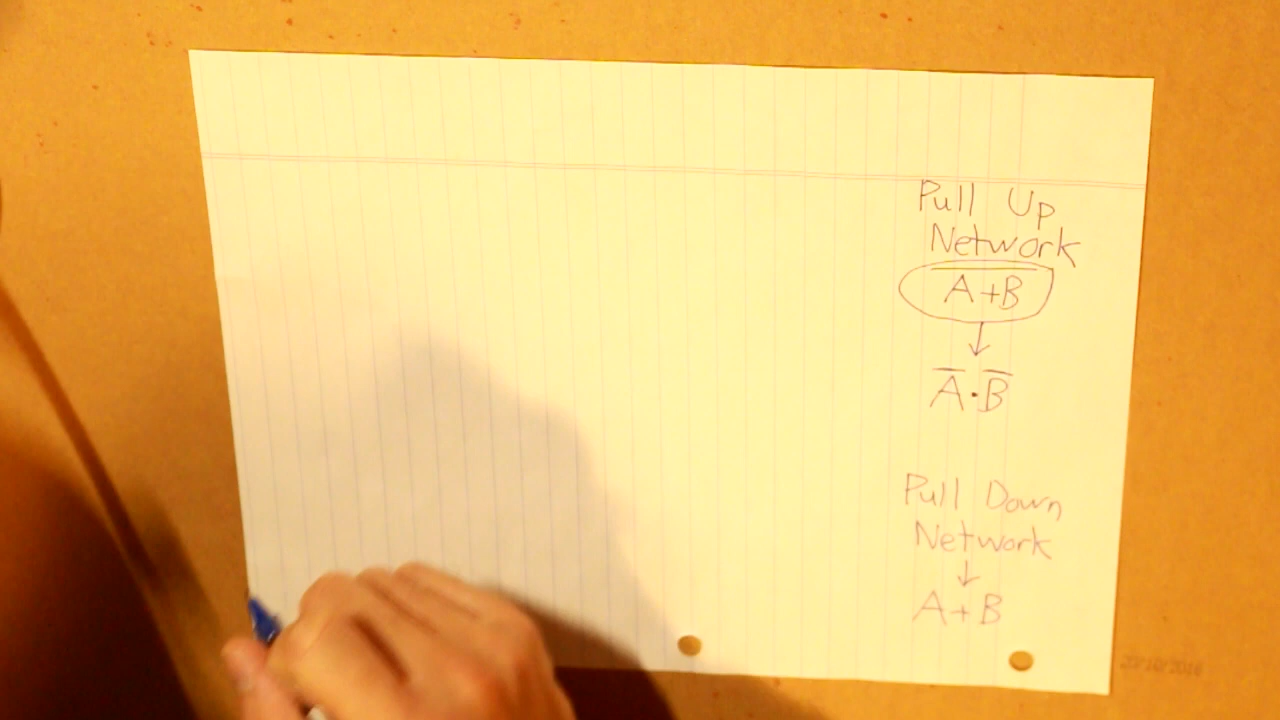 Pull Up
Network
A̅+̅B̅
↓
A̅·B̅
Pull Down
Network
↓
A+B